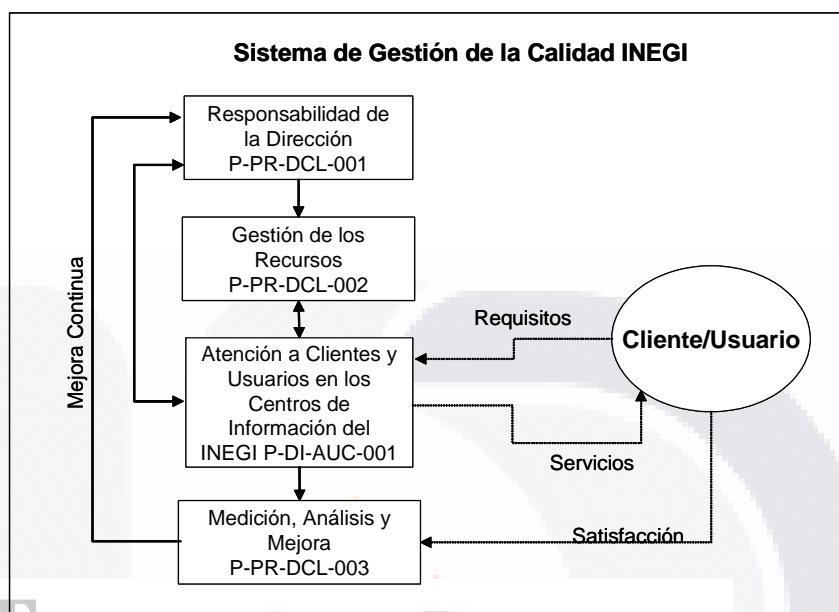 Sistema de Gestión de la Calidad INEGI
Responsabilidad de
la Dirección
P-PR-DCL-001
Gestión de los
Recursos
P-PR-DCL-002
Mejora Continua
Requisitos
Cliente/Usuario
Atención a Clientes y
Usuarios en los
Centros de
Información del
INEGI P-DI-AUC-001
Servicios
Medición, Análisis y
Mejora
P-PR-DCL-003
Satisfacción